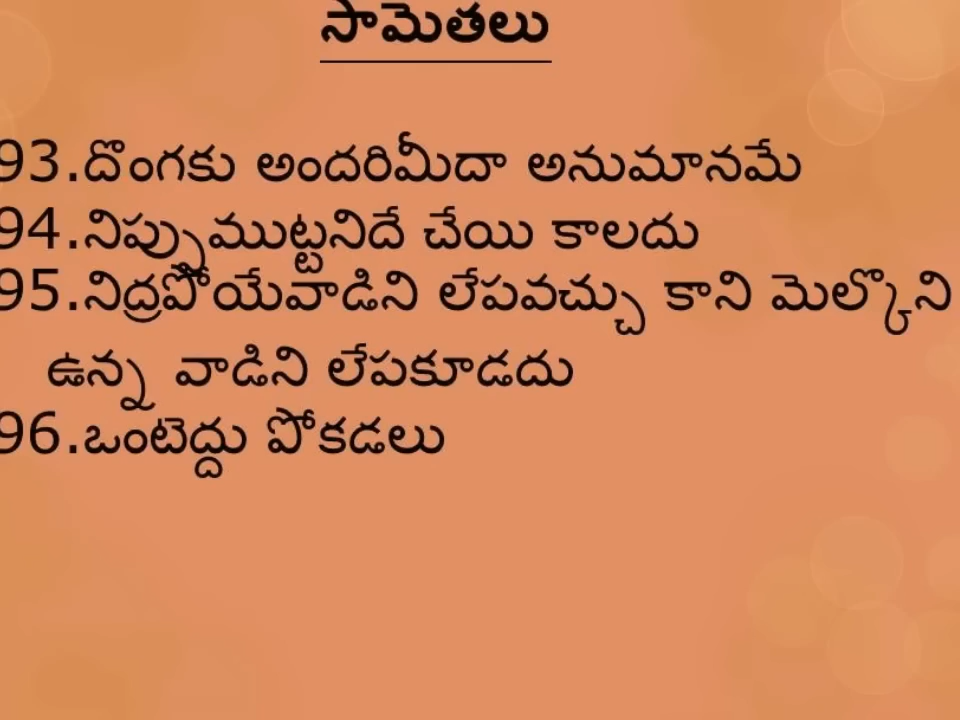 సామెతలు
93.దొంగకు అందరిమీదా అనుమానమే
94.నిప్పుముట్టనిదే చేయి కాలదు
95.నిద్రపోయేవాడిని లేపవచ్చు కాని మెల్కొని
ఉన్న వాడిని లేపకూడదు
96.ఒంటెద్దు పోకడలు